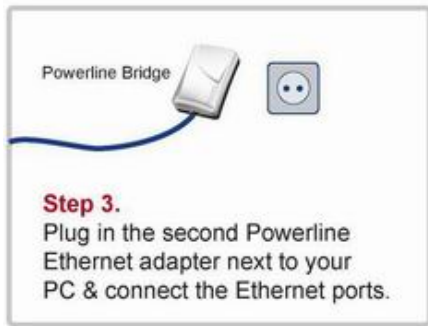 Powerline Bridge
Step 3.
Plug in the second Powerline
Ethernet adapter next to your
PC & connect the Ethernet ports.